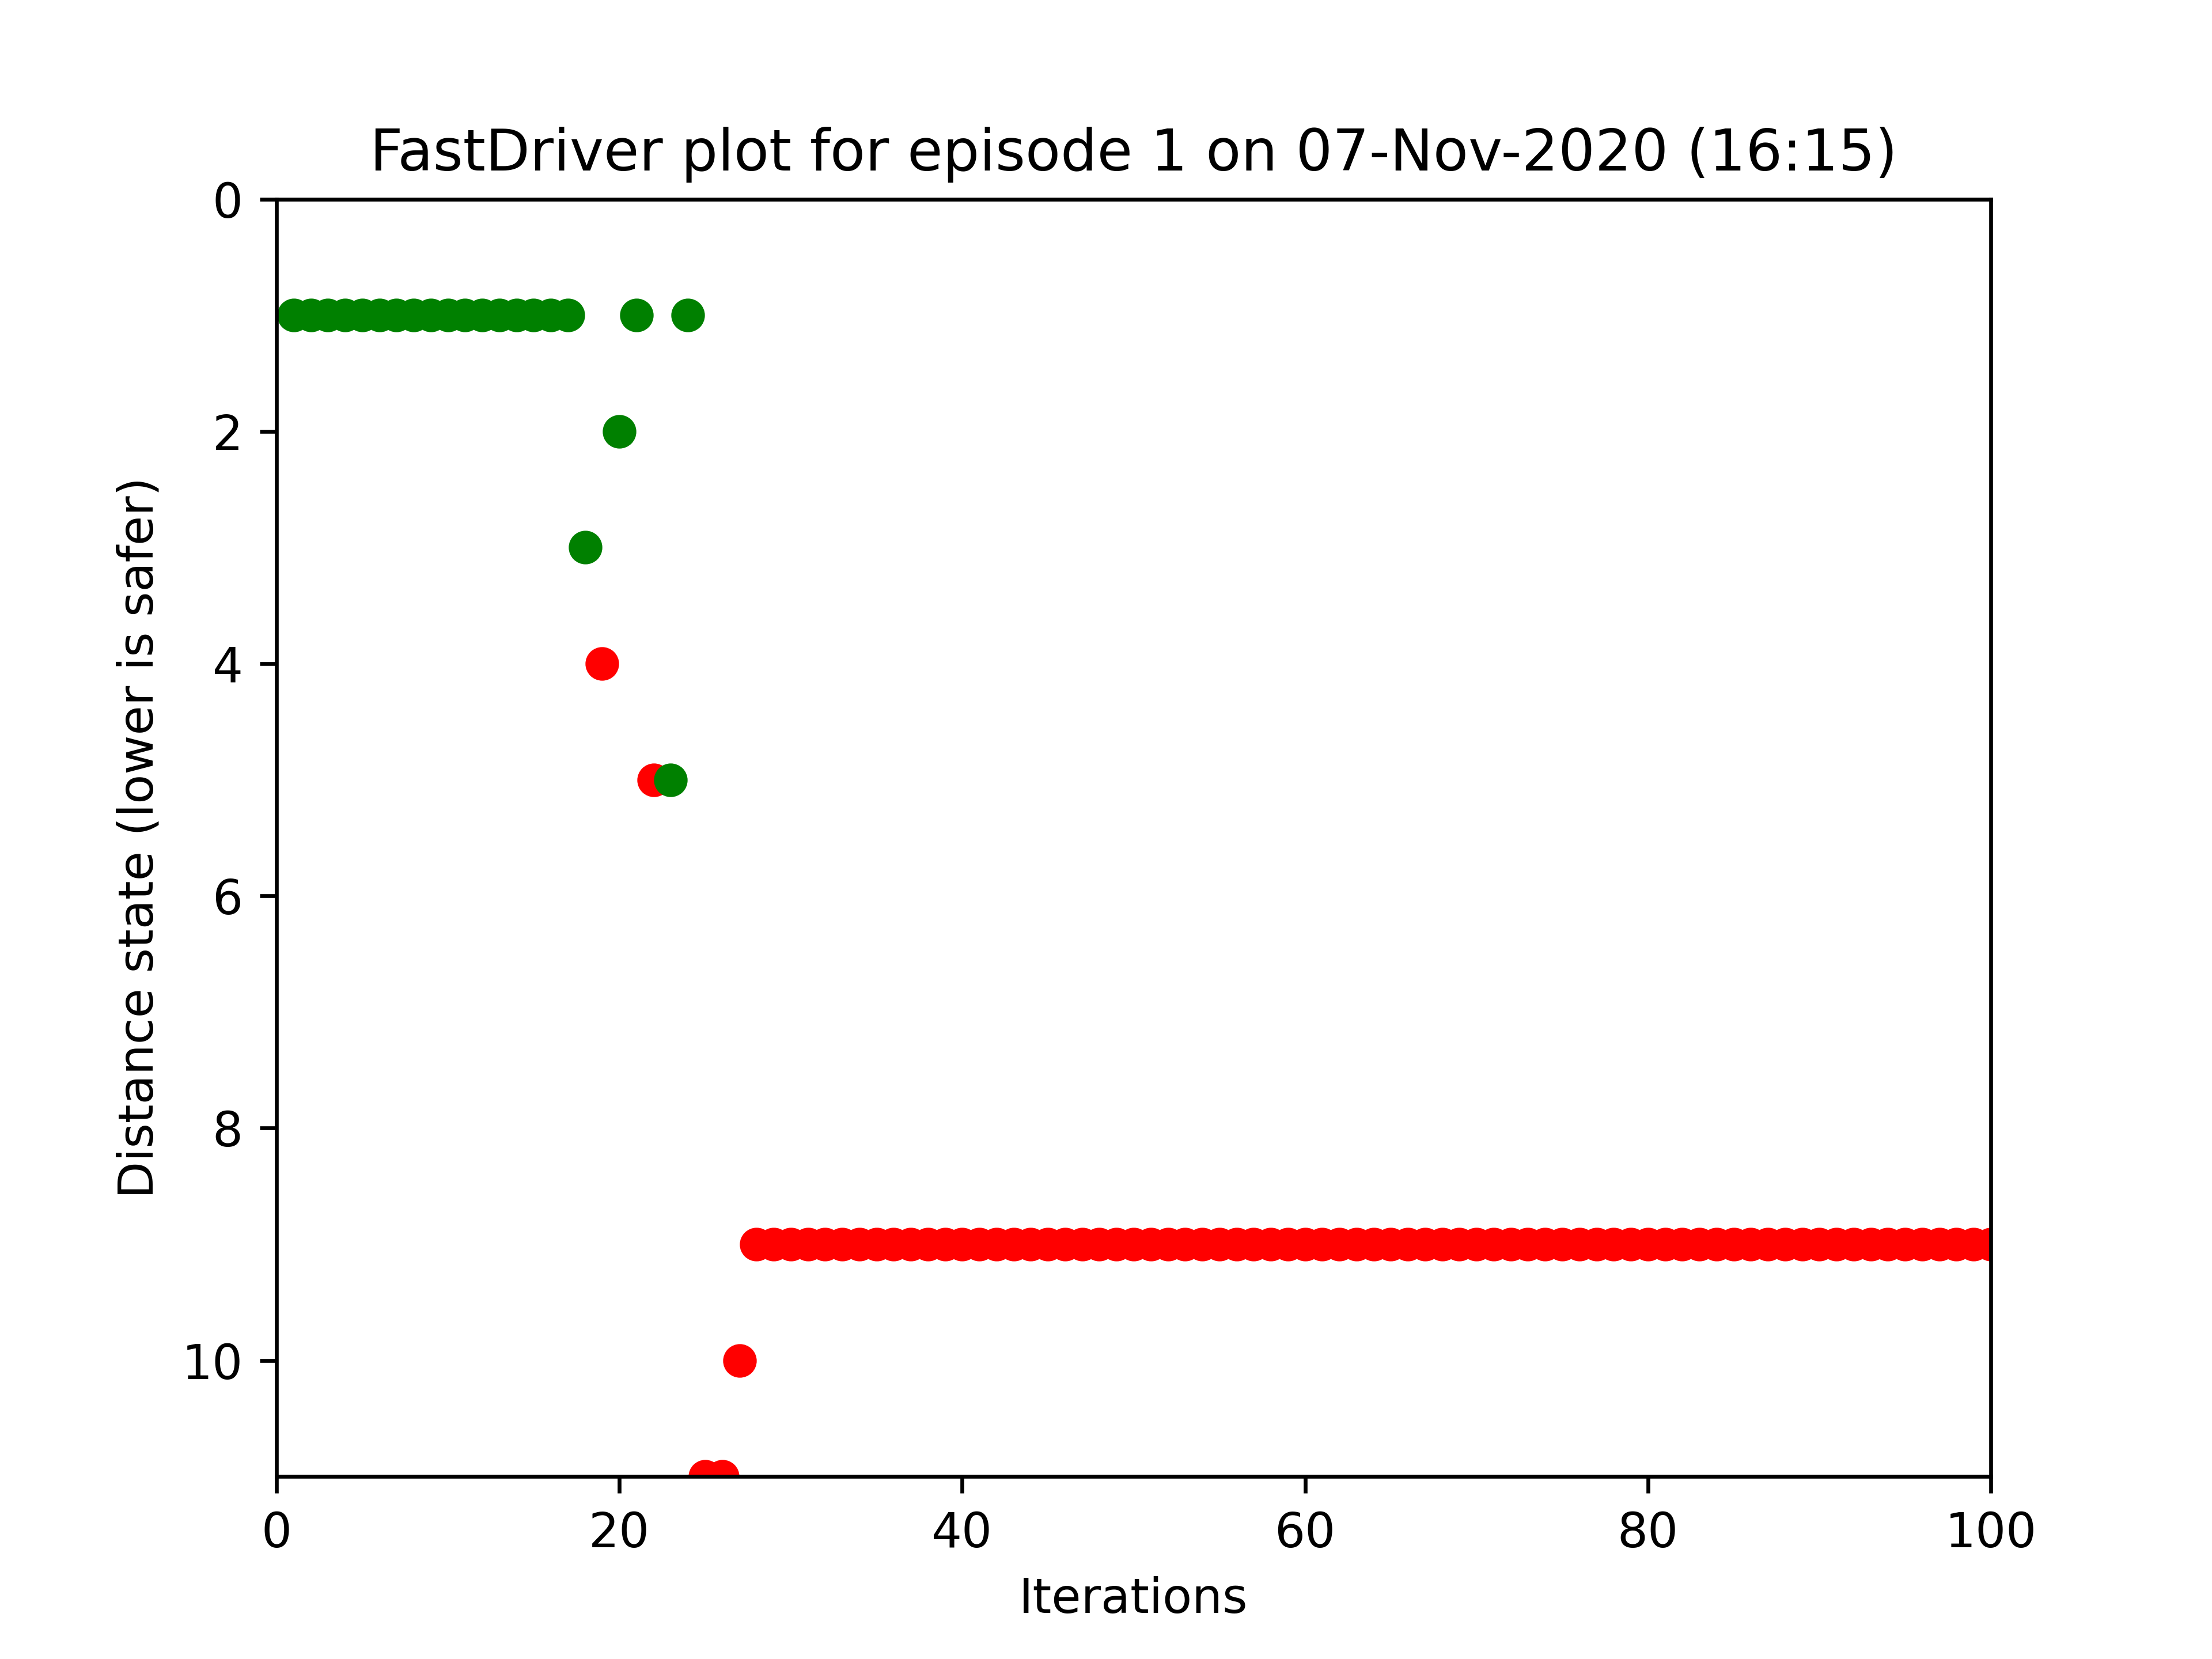 FastDriver plot for episode 1 on 07-Nov-2020 (16:15)
0
2
4
6
8
10
Distance state (lower is safer)
0 20 40 60 80 100
Iterations